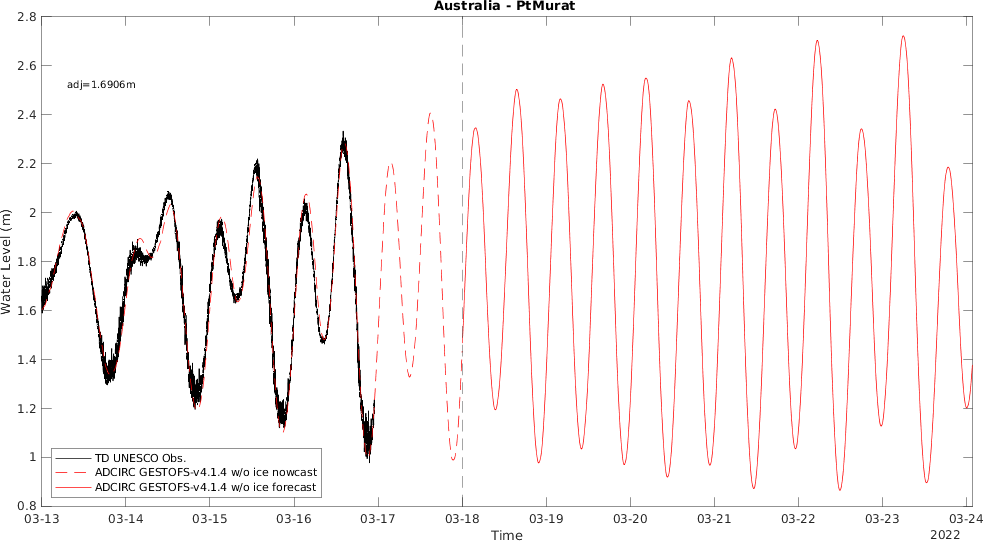 Australia - PtMurat
2.8
2.6
2.4
2.2
2
1.8
1.6
1.4
1.2
1
0.8
Water Level (m)
adj=1.6906m
TD UNESCO Obs.
ADCIRC GESTOFS-v4.1.4 w/o ice nowcast
ADCIRC GESTOFS-v4.1.4 w/o ice forecast
03-13 03-14 03-15 03-16 03-17 03-18 03-19 03-20 03-21 03-22 03-23 03-24
Time
2022